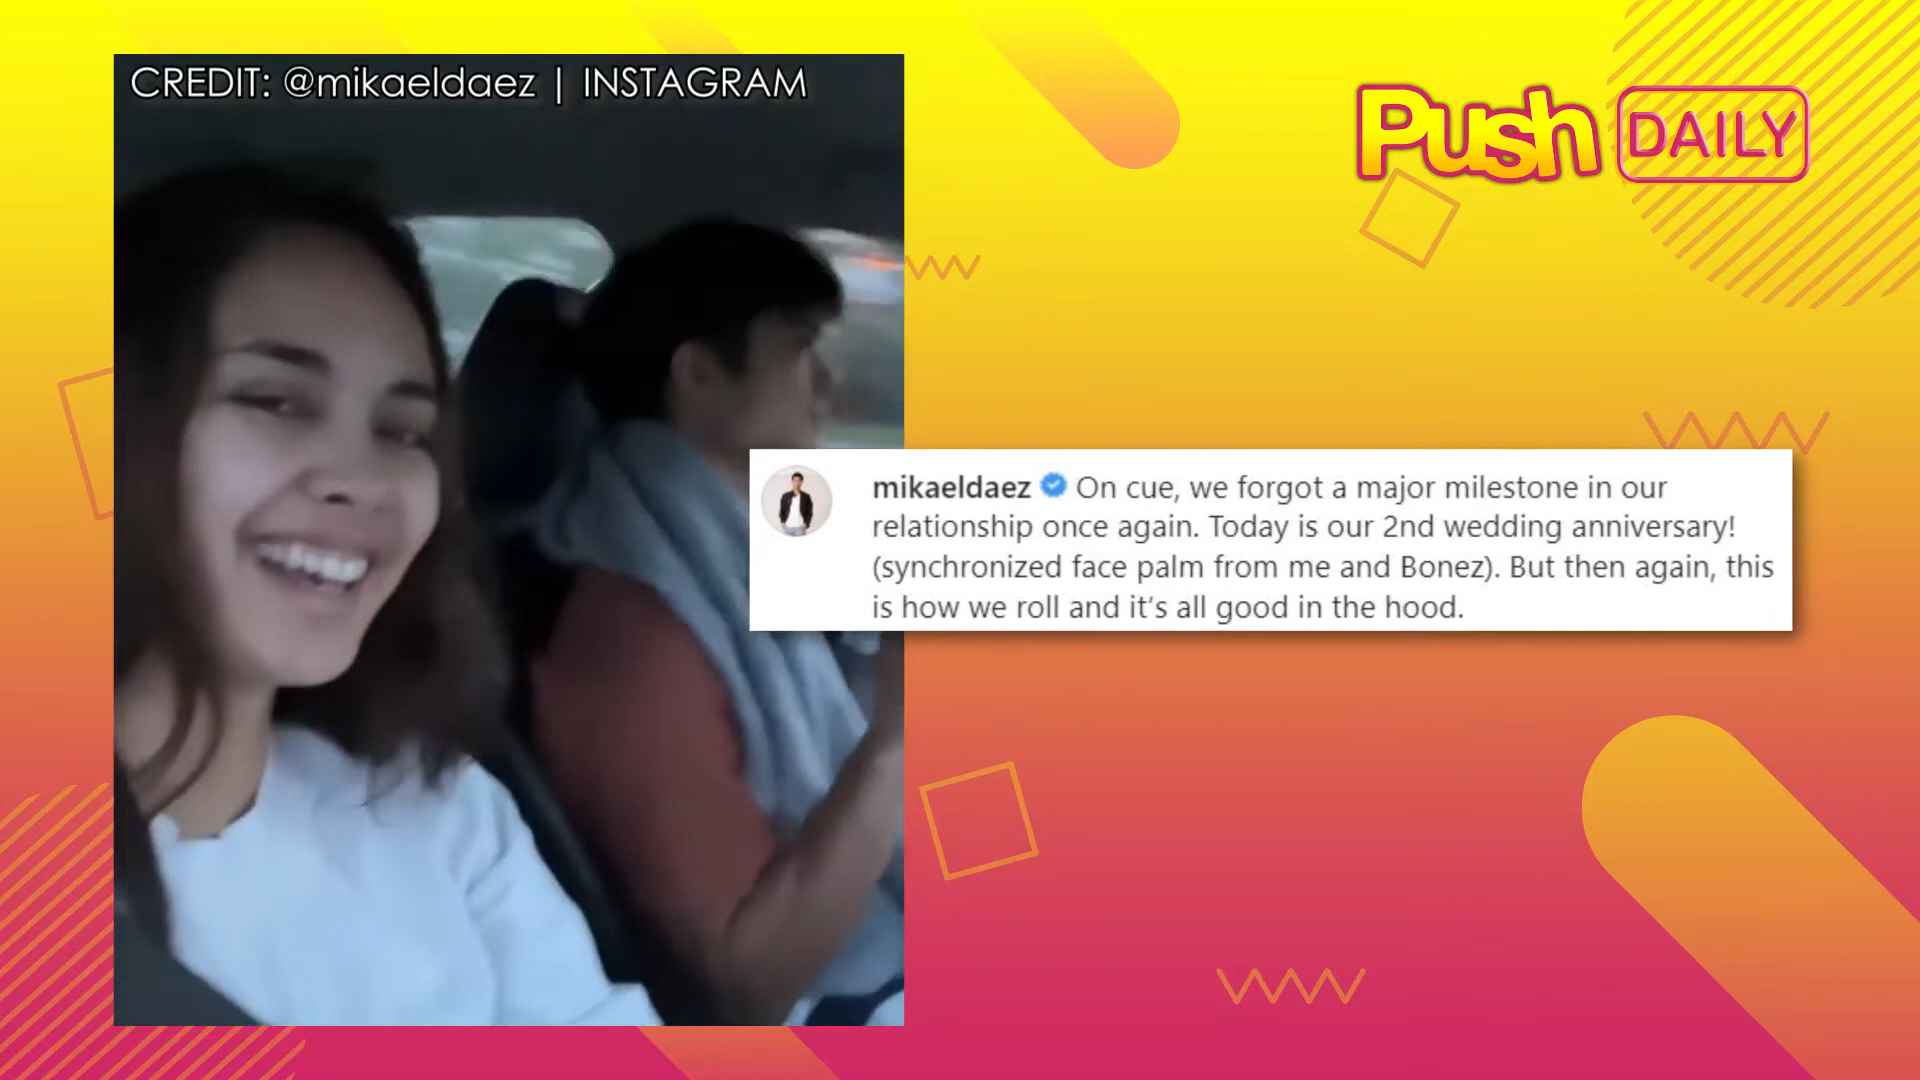 CREDIT: @mikaeldaez | INSTAGRAM
Push DAILY
mikaeldaez On cue, we forgot a major milestone in our
relationship once again. Today is our 2nd wedding anniversary!
(synchronized face palm from me and Bonez). But then again, this
is how we roll and it’s all good in the hood.